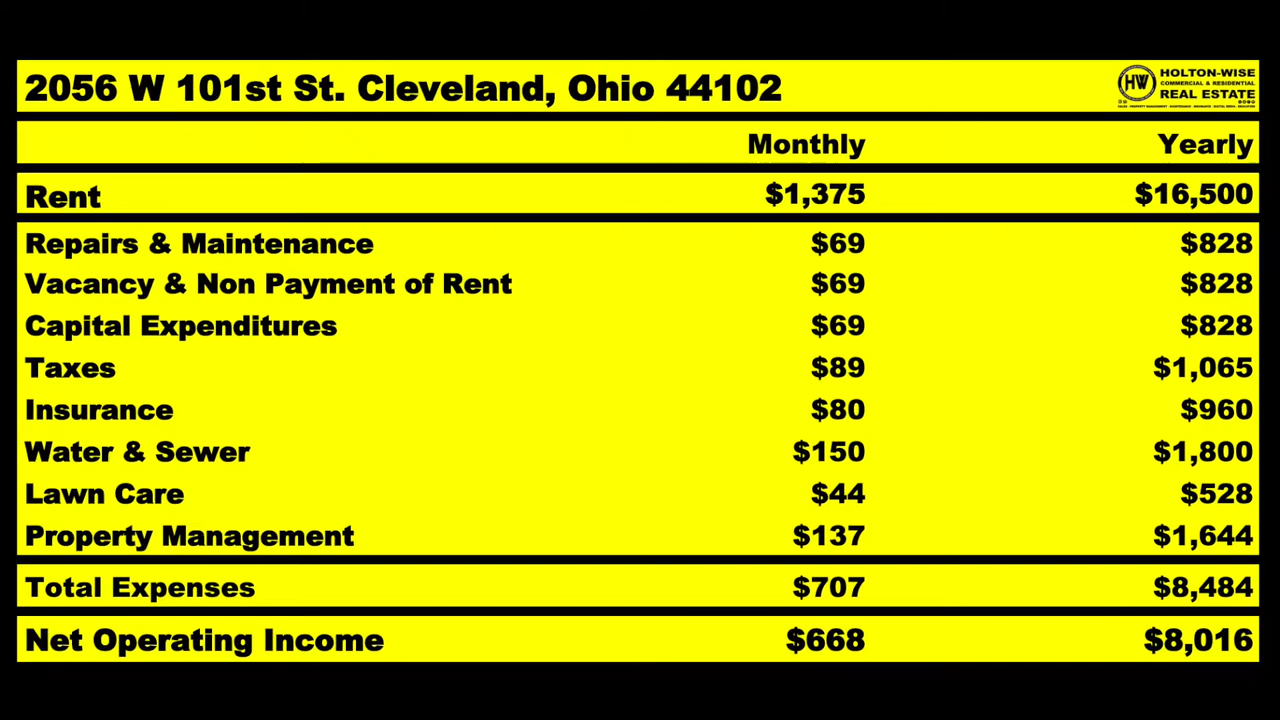 2056 W 101st St. Cleveland, Ohio 44102
HW
HOLTON-WISE
COMMERCIAL & RESIDENTIAL
REAL ESTATE
Monthly Yearly
Rent $1,375 $16,500
Repairs & Maintenance $69 $828
Vacancy & Non Payment of Rent $69 $828
Capital Expenditures $69 $828
Taxes $89 $1,065
Insurance $80 $960
Water & Sewer $150 $1,800
Lawn Care $44 $528
Property Management $137 $1,644
Total Expenses $707 $8,484
Net Operating Income $668 $8,016